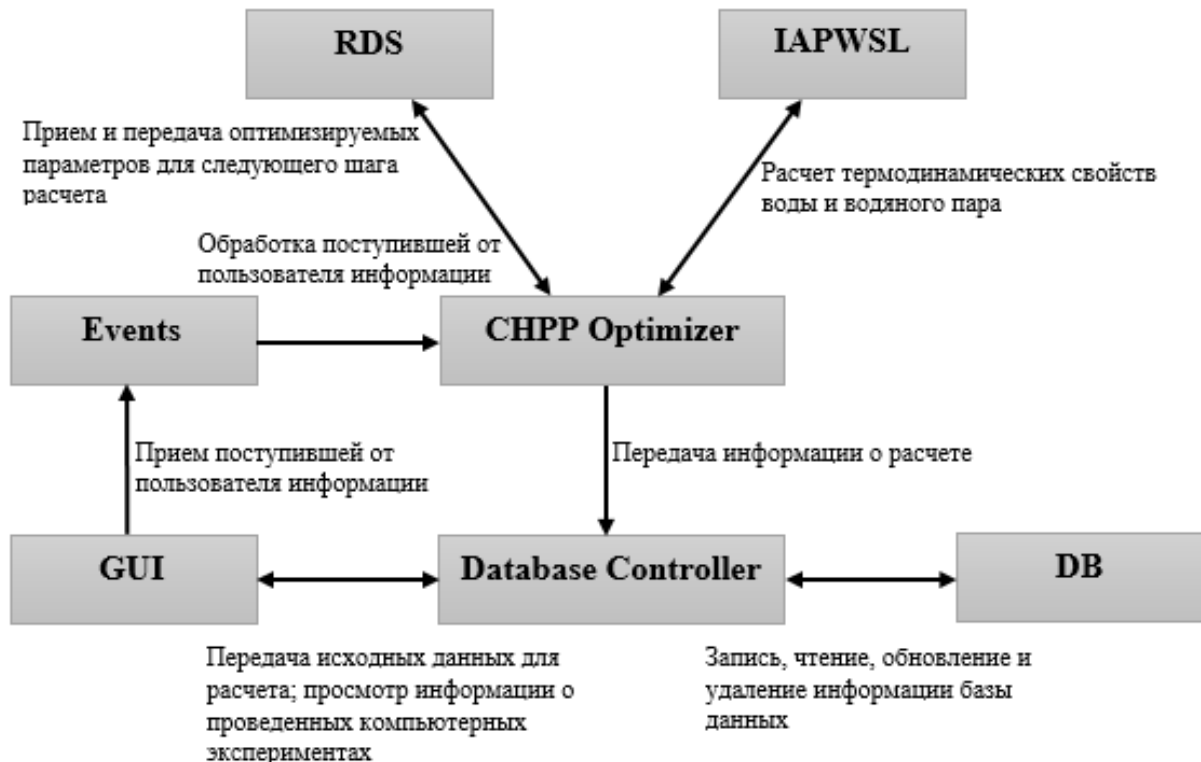 RDS
IAPWSL
Прием и передача оптимизируемых
параметров для следующего шага
расчета
Расчет термодинамических свойств
воды и водяного пара
Обработка поступившей от
пользователя информации
Events
CHPP Optimizer
Прием поступившей от
пользователя информации
Передача информации о расчете
GUI
Database Controller
DB
Передача исходных данных для
расчета; просмотр информации о
проведенных компьютерных
экспериментах
Запись, чтение, обновление и
удаление информации базы
данных